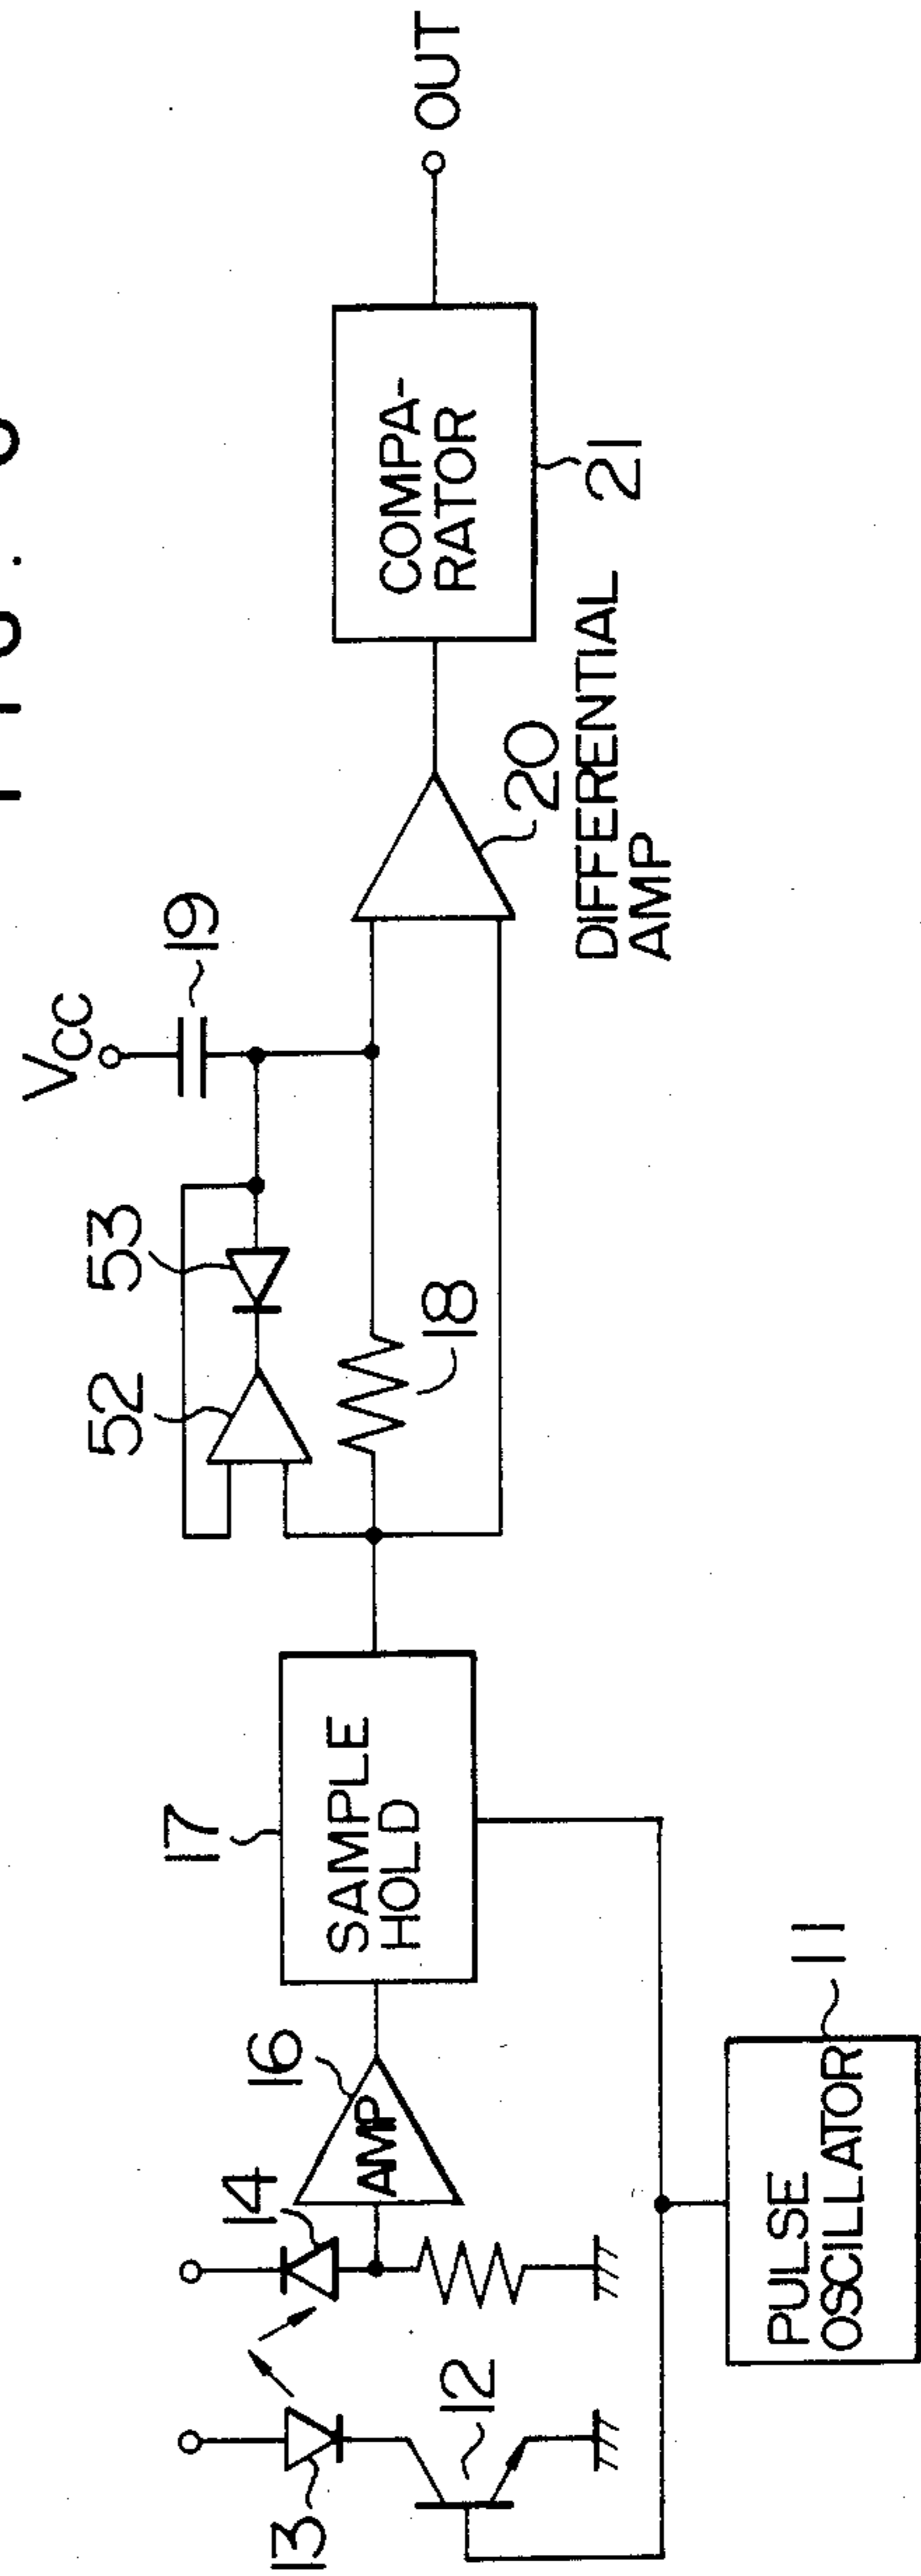 VCC
19
53
52
18
17
SAMPLE
HOLD
16
AMP
14
13
12
11
PULSE
OSCILLATOR
20
DIFFERENTIAL
AMP
COMPA-
RATOR
21
OUT